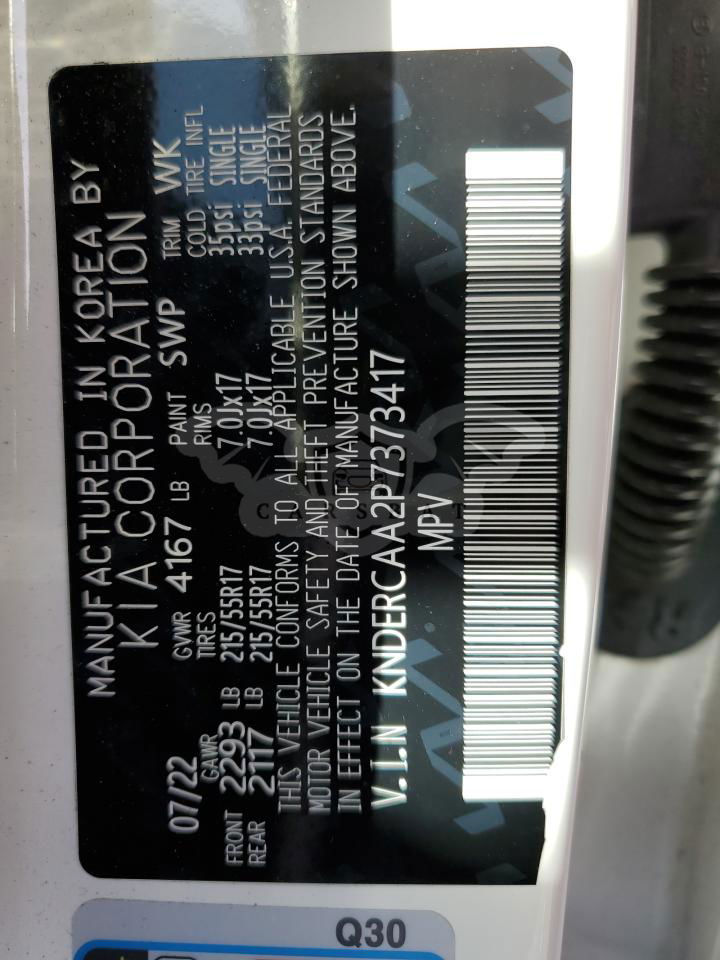 MANUFACTURED IN KOREA BY
KIA CORPORATION
07/22 GVWR 4167 LB PAINT SWP TRIM WK
GAWR TIRES RIMS COLD TIRE INFL
FRONT 2293 LB 215/55R17 7.0Jx17 35psi SINGLE
REAR 2117 LB 215/55R17 7.0Jx17 33psi SINGLE
THIS VEHICLE CONFORMS TO ALL APPLICABLE U.S.A. FEDERAL
MOTOR VEHICLE SAFETY AND THEFT PREVENTION STANDARDS
IN EFFECT ON THE DATE OF MANUFACTURE SHOWN ABOVE.
V.I.N KNDERCAA2P7373417
MPV
Q30